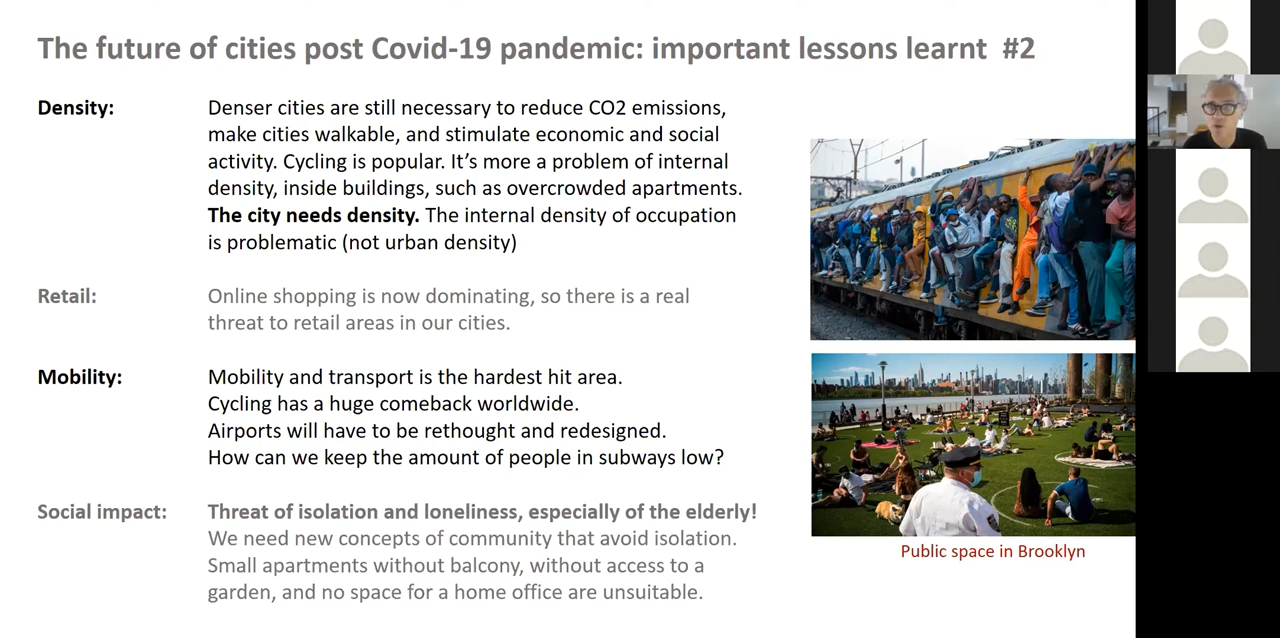 The future of cities post Covid-19 pandemic: important lessons learnt #2
Density:
Denser cities are still necessary to reduce CO2 emissions,
make cities walkable, and stimulate economic and social
activity. Cycling is popular. It’s more a problem of internal
density, inside buildings, such as overcrowded apartments.
The city needs density. The internal density of occupation
is problematic (not urban density)
Retail:
Online shopping is now dominating, so there is a real
threat to retail areas in our cities.
Mobility:
Mobility and transport is the hardest hit area.
Cycling has a huge comeback worldwide.
Airports will have to be rethought and redesigned.
How can we keep the amount of people in subways low?
Social impact:
Threat of isolation and loneliness, especially of the elderly!
We need new concepts of community that avoid isolation.
Small apartments without balcony, without access to a
garden, and no space for a home office are unsuitable.
Public space in Brooklyn